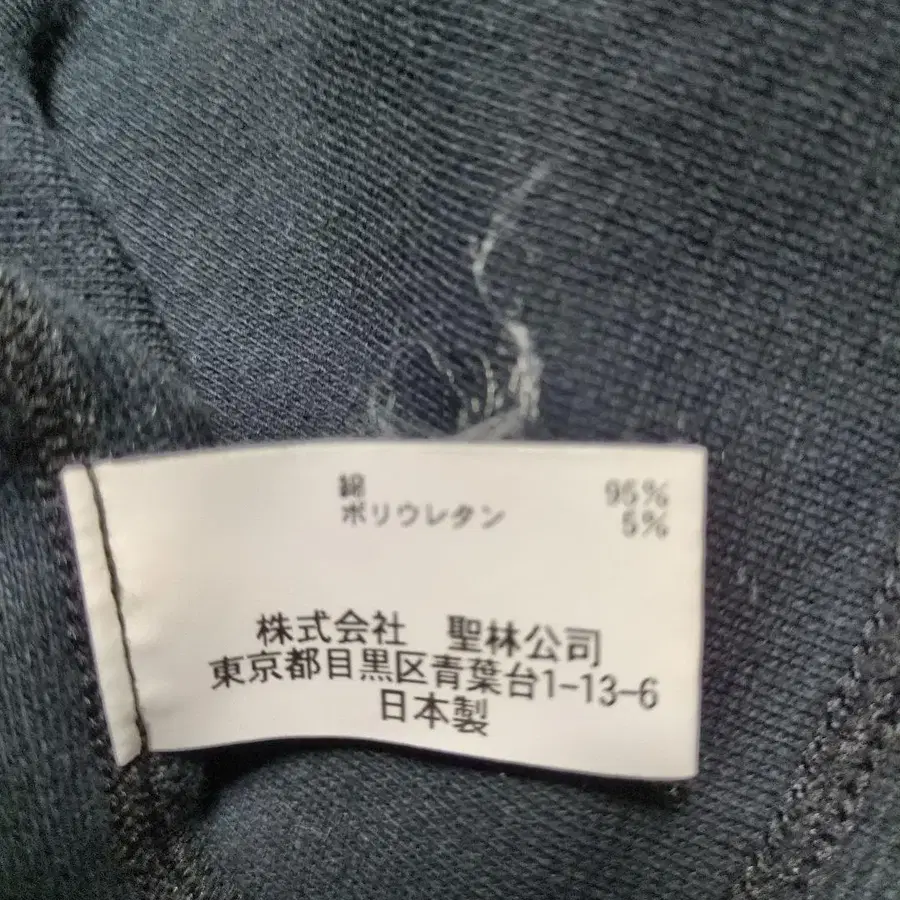 綿 95%
ポリウレタン 5%
株式会社 聖林公司
東京都目黒区青葉台1-13-6
日本製